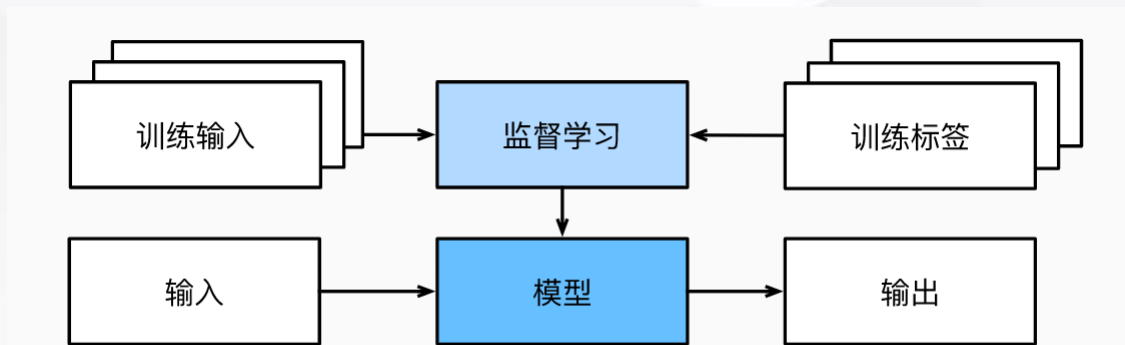 训练输入
监督学习
训练标签
输入
模型
输出